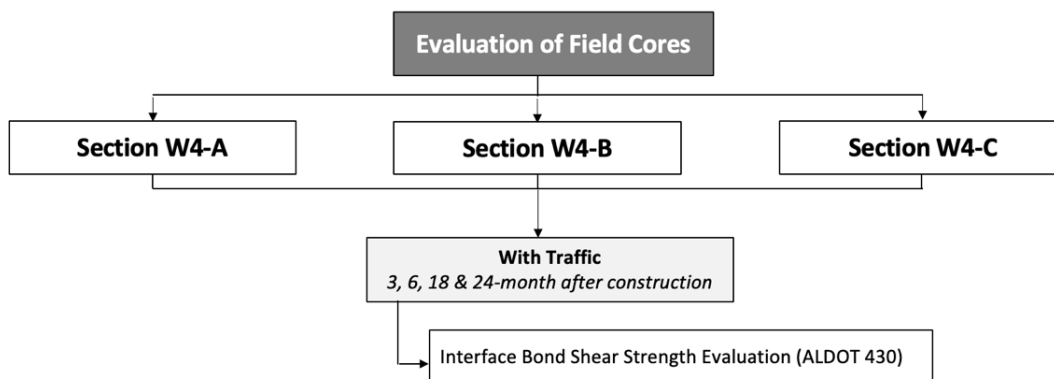 Evaluation of Field Cores
Section W4-A
Section W4-B
Section W4-C
With Traffic
3, 6, 18 & 24-month after construction
Interface Bond Shear Strength Evaluation (ALDOT 430)